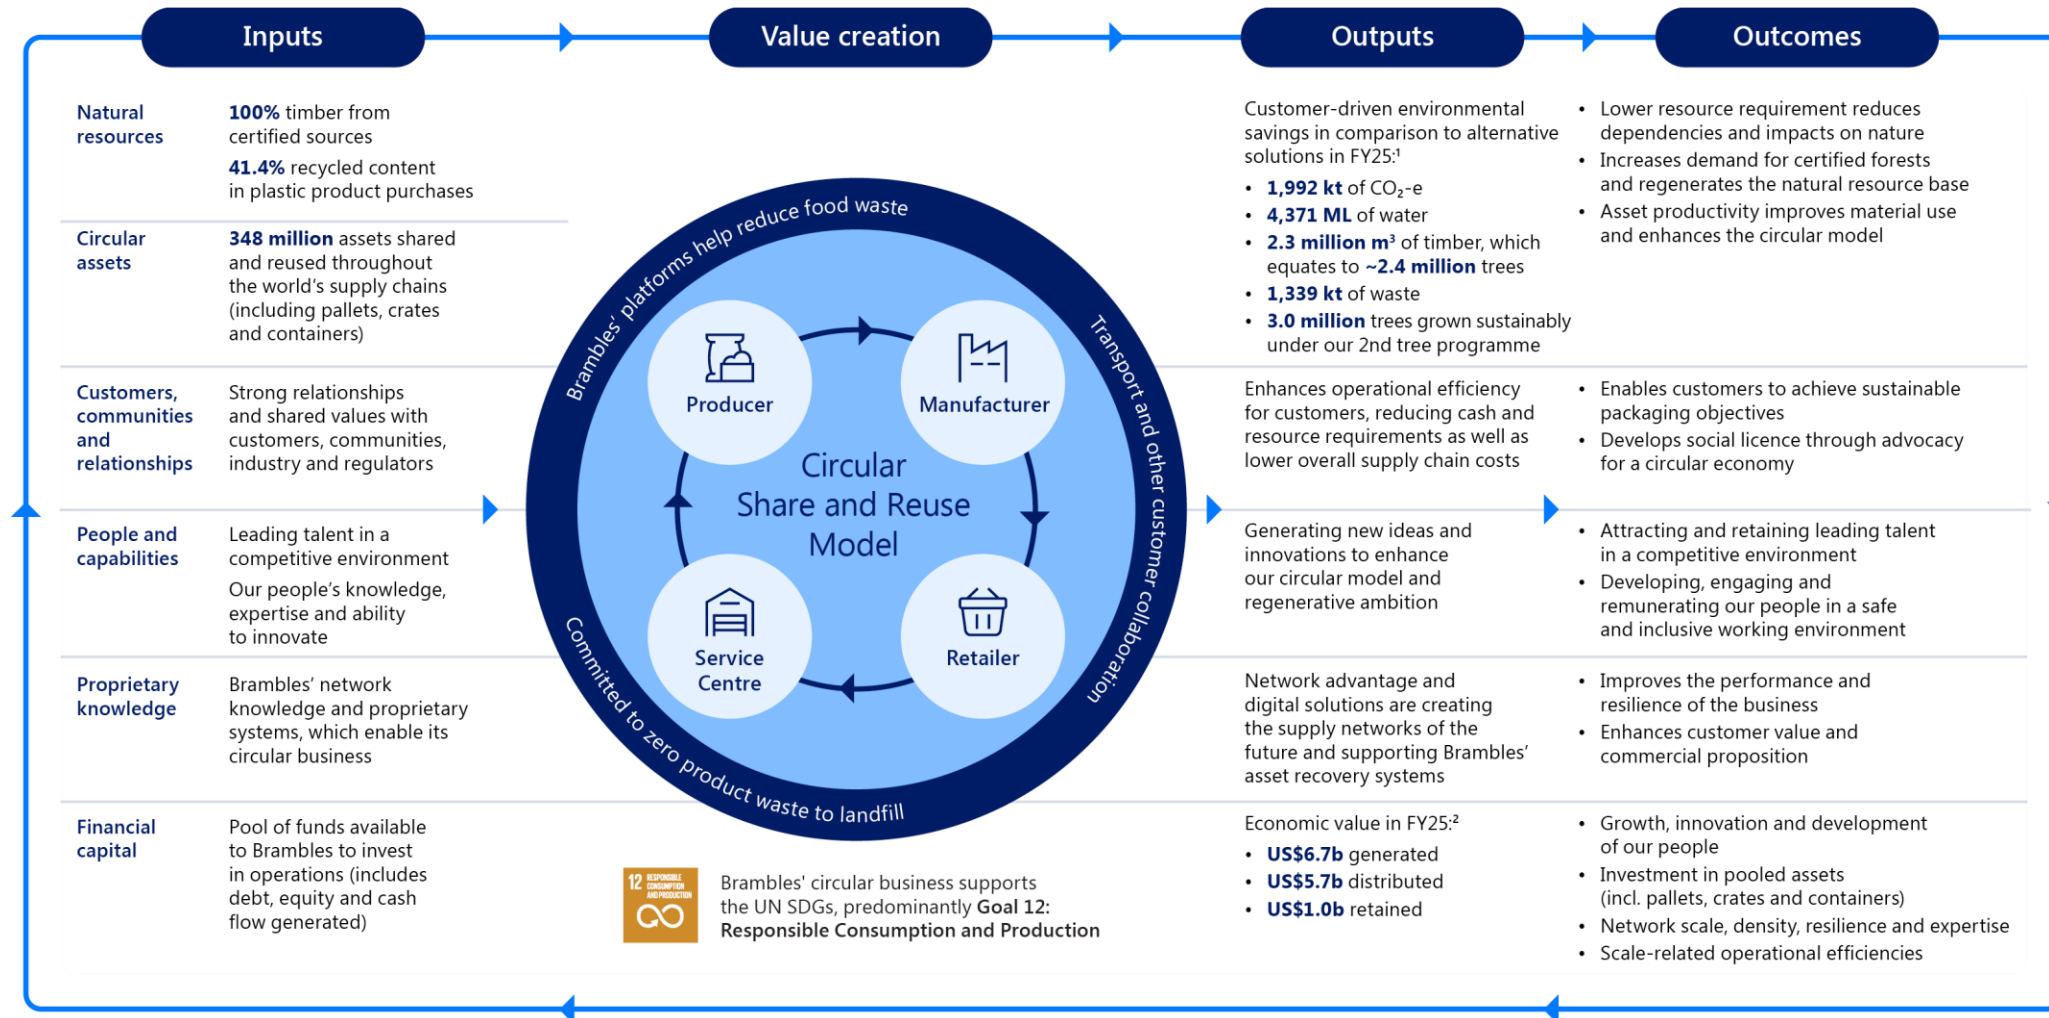 Inputs
Value creation
Outputs
Outcomes
Natural
resources
100% timber from
certified sources
41.4% recycled content
in plastic product purchases
Circular
assets
348 million assets shared
and reused throughout
the world's supply chains
(including pallets, crates
and containers)
Customers,
communities
and
relationships
Strong relationships
and shared values with
customers, communities,
industry and regulators
People and
capabilities
Leading talent in a
competitive environment
Our people's knowledge,
expertise and ability
to innovate
Proprietary
knowledge
Brambles' network
knowledge and proprietary
systems, which enable its
circular business
Financial
capital
Pool of funds available
to Brambles to invest
in operations (includes
debt, equity and cash
flow generated)
Brambles' platforms help reduce food waste
Transport and other customer collaboration
Committed to zero product waste to landfill
Producer
Manufacturer
Circular
Share and Reuse
Model
Service
Centre
Retailer
12 RESPONSIBLE
CONSUMPTION
AND PRODUCTION
Brambles' circular business supports
the UN SDGs, predominantly Goal 12:
Responsible Consumption and Production
Customer-driven environmental
savings in comparison to alternative
solutions in FY25:¹
• 1,992 kt of CO₂-e
• 4,371 ML of water
• 2.3 million m³ of timber, which
equates to ~2.4 million trees
• 1,339 kt of waste
• 3.0 million trees grown sustainably
under our 2nd tree programme
Enhances operational efficiency
for customers, reducing cash and
resource requirements as well as
lower overall supply chain costs
Generating new ideas and
innovations to enhance
our circular model and
regenerative ambition
Network advantage and
digital solutions are creating
the supply networks of the
future and supporting Brambles'
asset recovery systems
Economic value in FY25:²
• US$6.7b generated
• US$5.7b distributed
• US$1.0b retained
• Lower resource requirement reduces
dependencies and impacts on nature
• Increases demand for certified forests
and regenerates the natural resource base
• Asset productivity improves material use
and enhances the circular model
• Enables customers to achieve sustainable
packaging objectives
• Develops social licence through advocacy
for a circular economy
• Attracting and retaining leading talent
in a competitive environment
• Developing, engaging and
remunerating our people in a safe
and inclusive working environment
• Improves the performance and
resilience of the business
• Enhances customer value and
commercial proposition
• Growth, innovation and development
of our people
• Investment in pooled assets
(incl. pallets, crates and containers)
• Network scale, density, resilience and expertise
• Scale-related operational efficiencies